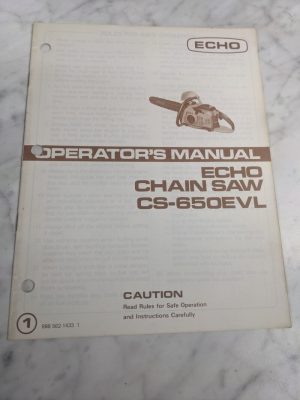 ECHO
OPERATOR'S MANUAL
ECHO
CHAIN SAW
CS-650EVL
CAUTION
Read Rules for Safe Operation
and Instructions Carefully
1